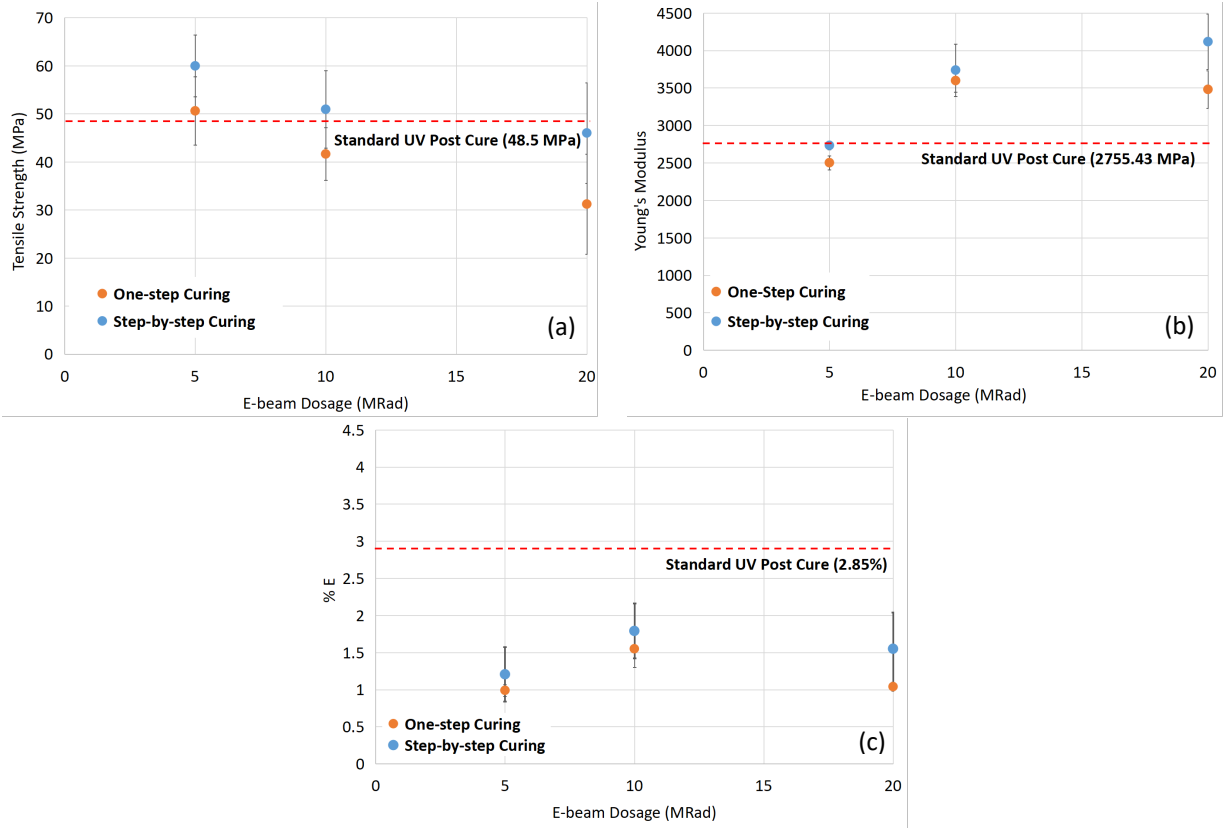 Tensile Strength (MPa)
70
60
50
40
30
20
10
0
Standard UV Post Cure (48.5 MPa)
One-step Curing
Step-by-step Curing
(a)
0 5 10 15 20
E-beam Dosage (MRad)
Young's Modulus
4500
4000
3500
3000
2500
2000
1500
1000
500
0
Standard UV Post Cure (2755.43 MPa)
One-Step Curing
Step-by-step Curing
(b)
0 5 10 15 20
E-beam Dosage (MRad)
% E
4.5
4
3.5
3
2.5
2
1.5
1
0.5
0
Standard UV Post Cure (2.85%)
One-step Curing
Step-by-step Curing
(c)
0 5 10 15 20
E-beam Dosage (MRad)